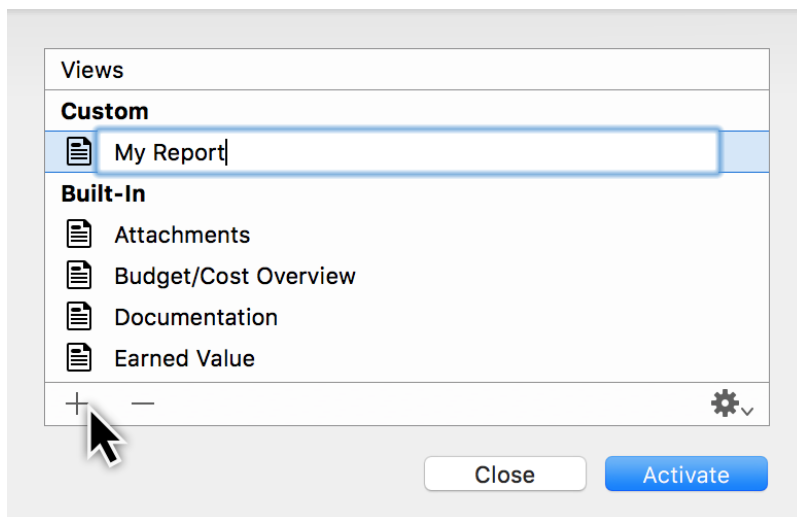 Views
Custom
My Report
Built-In
Attachments
Budget/Cost Overview
Documentation
Earned Value
Close
Activate